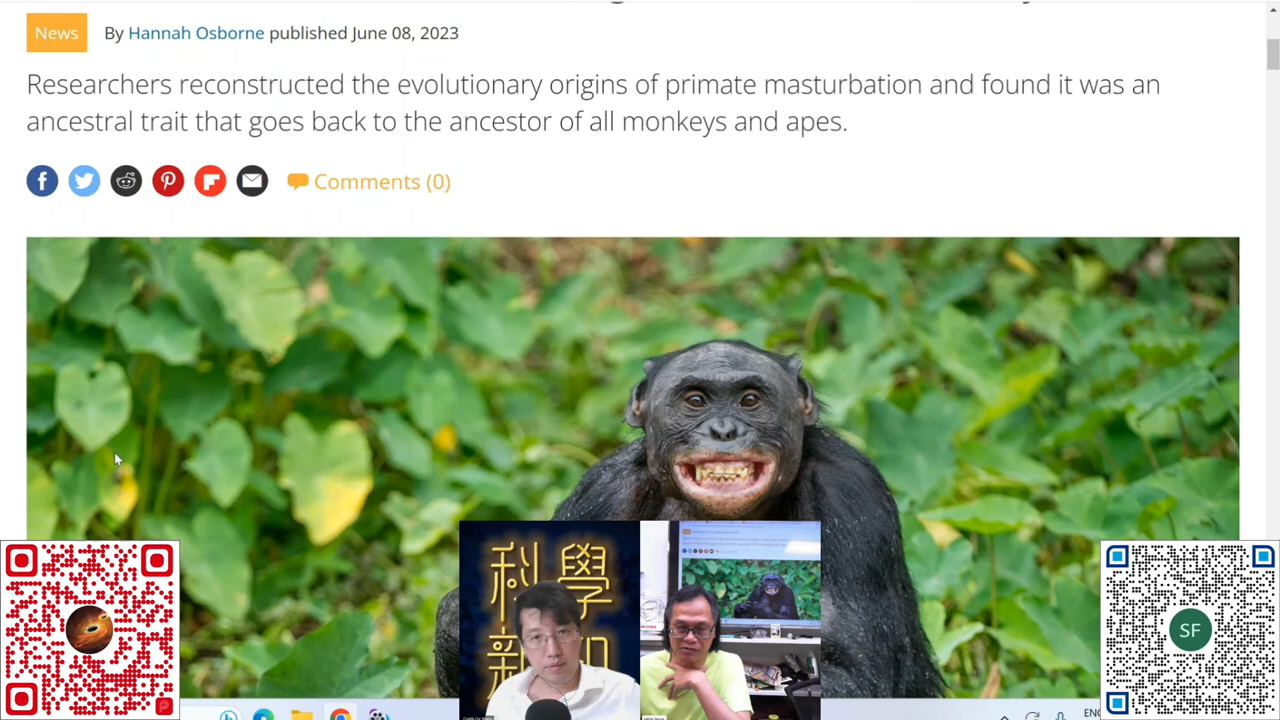 News
By Hannah Osborne published June 08, 2023
Researchers reconstructed the evolutionary origins of primate masturbation and found it was an
ancestral trait that goes back to the ancestor of all monkeys and apes.
Comments (0)
科學
新知
SF